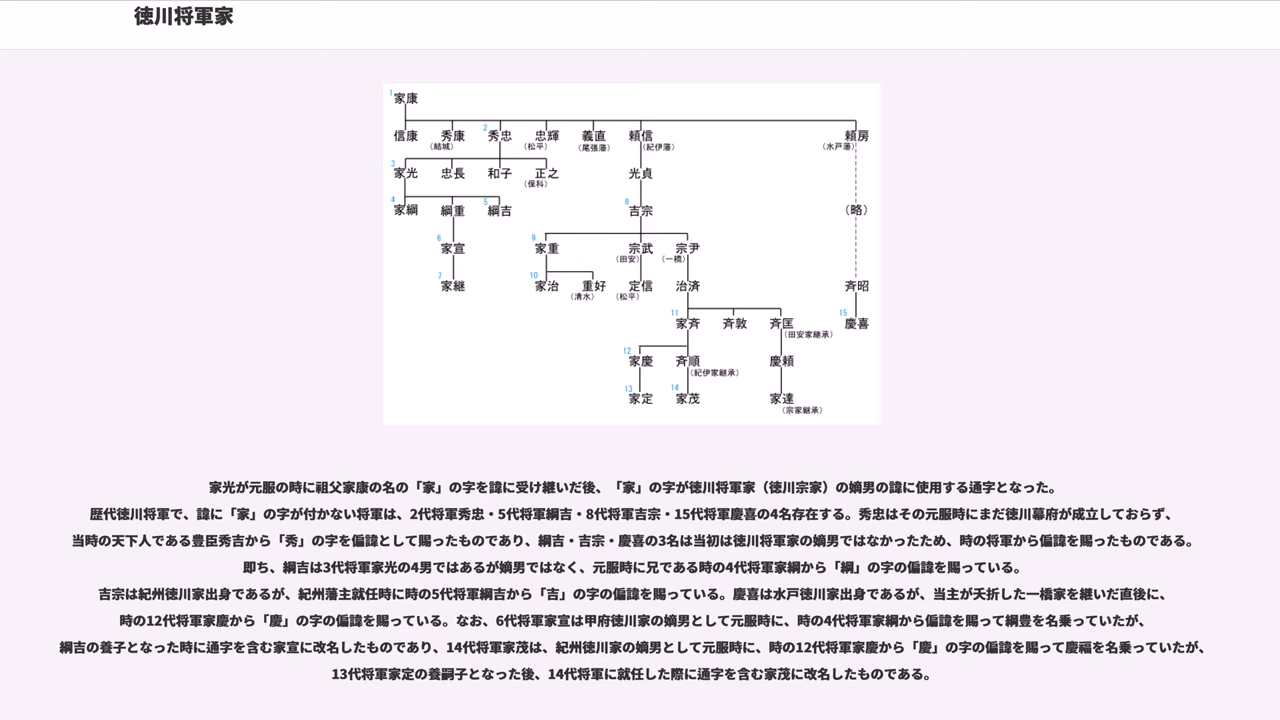 徳川将軍家
1 家康
信康 秀康 2 秀忠 忠輝 義直 頼信 頼房
(結城) (松平) (尾張藩) (紀伊藩) (水戸藩)
3 家光 忠長 和子 正之 光貞
(保科)
4 家綱 綱重 5 綱吉 8 吉宗 (略)
6 家宣 9 家重 宗武 宗尹
(田安) (一橋)
7 家継 10 家治 重好 定信 治済 斉昭
(清水) (松平)
11 家斉 斉敦 斉匡 15 慶喜
(田安家継承)
12 家慶 斉順 慶頼
(紀伊家継承)
13 家定 14 家茂 家達
(宗家継承)
家光が元服の時に祖父家康の名の「家」の字を諱に受け継いだ後、「家」の字が徳川将軍家（徳川宗家）の嫡男の諱に使用する通字となった。
歴代徳川将軍で、諱に「家」の字が付かない将軍は、2代将軍秀忠・5代将軍綱吉・8代将軍吉宗・15代将軍慶喜の4名存在する。秀忠はその元服時にまだ徳川幕府が成立しておらず、
当時の天下人である豊臣秀吉から「秀」の字を偏諱として賜ったものであり、綱吉・吉宗・慶喜の3名は当初は徳川将軍家の嫡男ではなかったため、時の将軍から偏諱を賜ったものである。
即ち、綱吉は3代将軍家光の4男ではあるが嫡男ではなく、元服時に兄である時の4代将軍家綱から「綱」の字の偏諱を賜っている。
吉宗は紀州徳川家出身であるが、紀州藩主就任時に時の5代将軍綱吉から「吉」の字の偏諱を賜っている。慶喜は水戸徳川家出身であるが、当主が夭折した一橋家を継いだ直後に、
時の12代将軍家慶から「慶」の字の偏諱を賜っている。なお、6代将軍家宣は甲府徳川家の嫡男として元服時に、時の4代将軍家綱から偏諱を賜って綱豊を名乗っていたが、
綱吉の養子となった時に通字を含む家宣に改名したものであり、14代将軍家茂は、紀州徳川家の嫡男として元服時に、時の12代将軍家慶から「慶」の字の偏諱を賜って慶福を名乗っていたが、
13代将軍家定の養嗣子となった後、14代将軍に就任した際に通字を含む家茂に改名したものである。